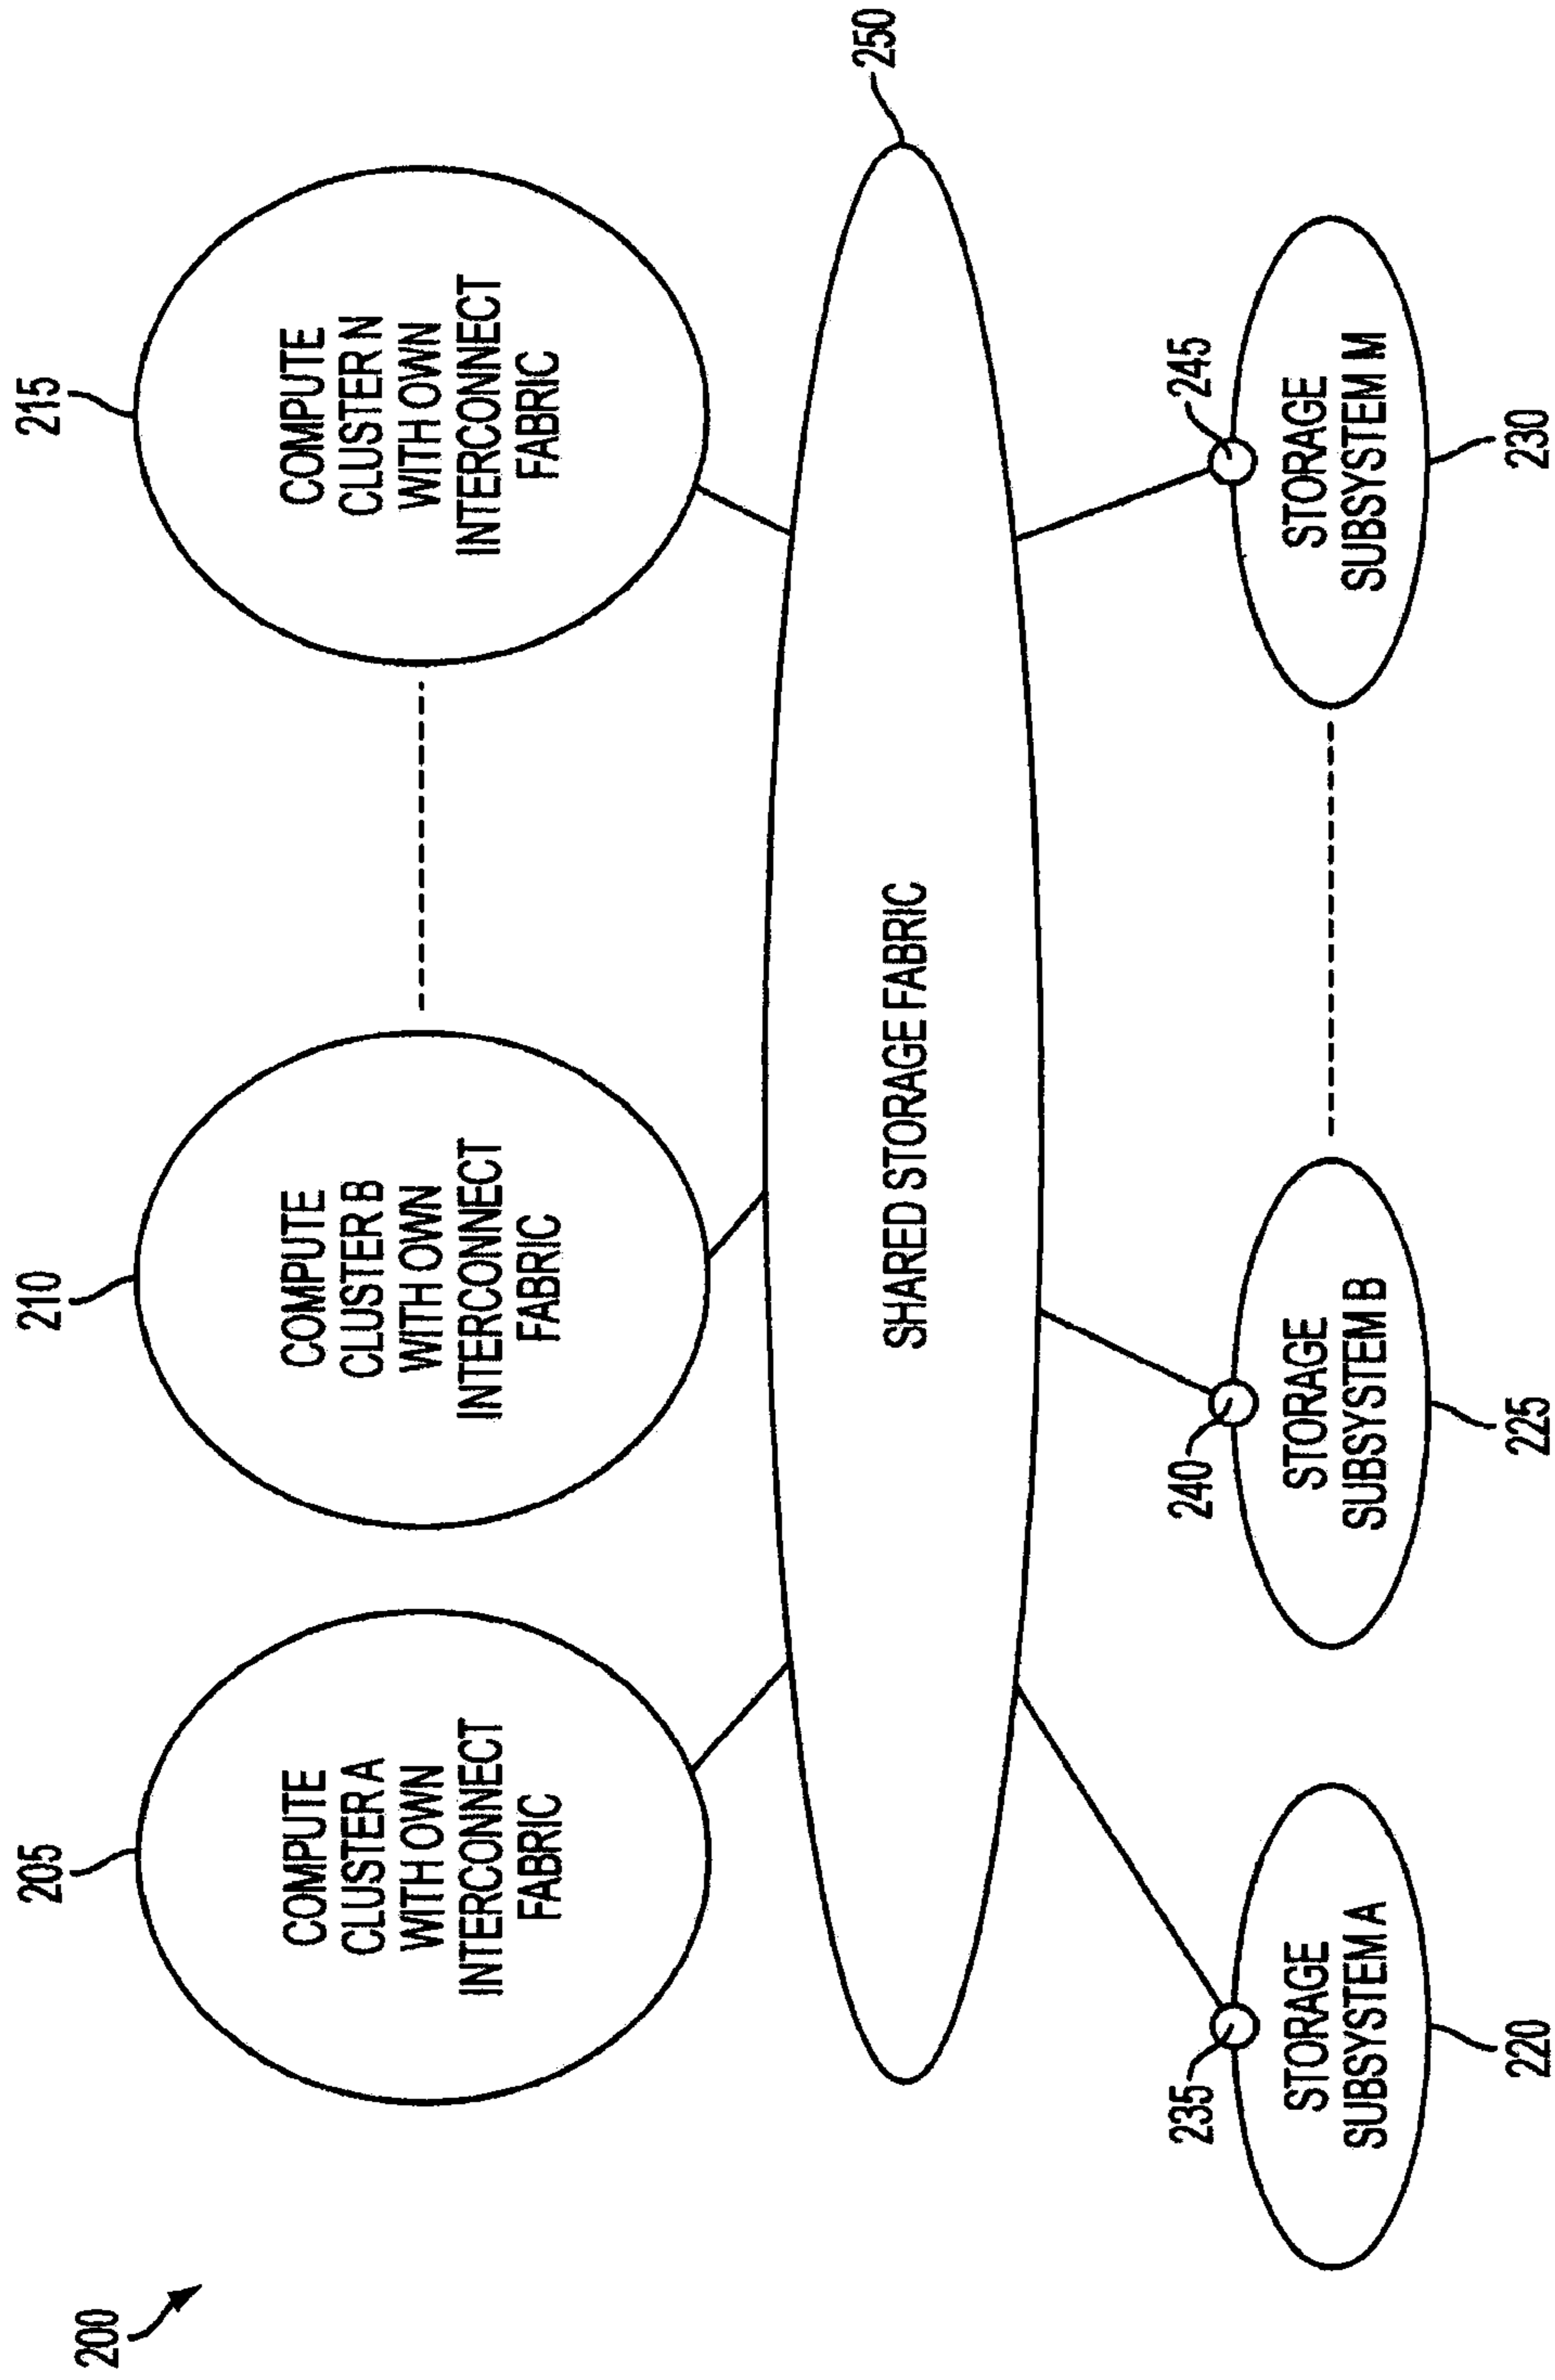 200
205
210
215
COMPUTE
CLUSTER A
WITH OWN
INTERCONNECT
FABRIC
COMPUTE
CLUSTER B
WITH OWN
INTERCONNECT
FABRIC
COMPUTE
CLUSTER N
WITH OWN
INTERCONNECT
FABRIC
250
SHARED STORAGE FABRIC
235
240
245
STORAGE
SUBSYSTEM A
STORAGE
SUBSYSTEM B
STORAGE
SUBSYSTEM M
220
225
230